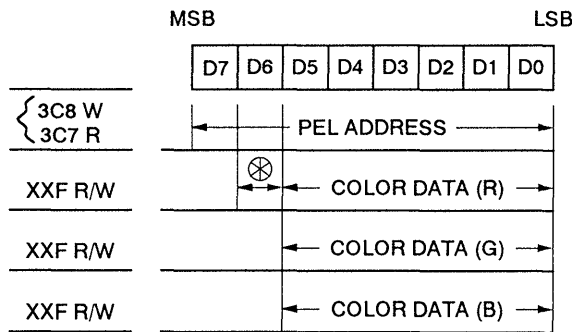 MSB LSB
D7 D6 D5 D4 D3 D2 D1 D0
3C8 W
3C7 R
PEL ADDRESS
XXF R/W COLOR DATA (R)
XXF R/W COLOR DATA (G)
XXF R/W COLOR DATA (B)